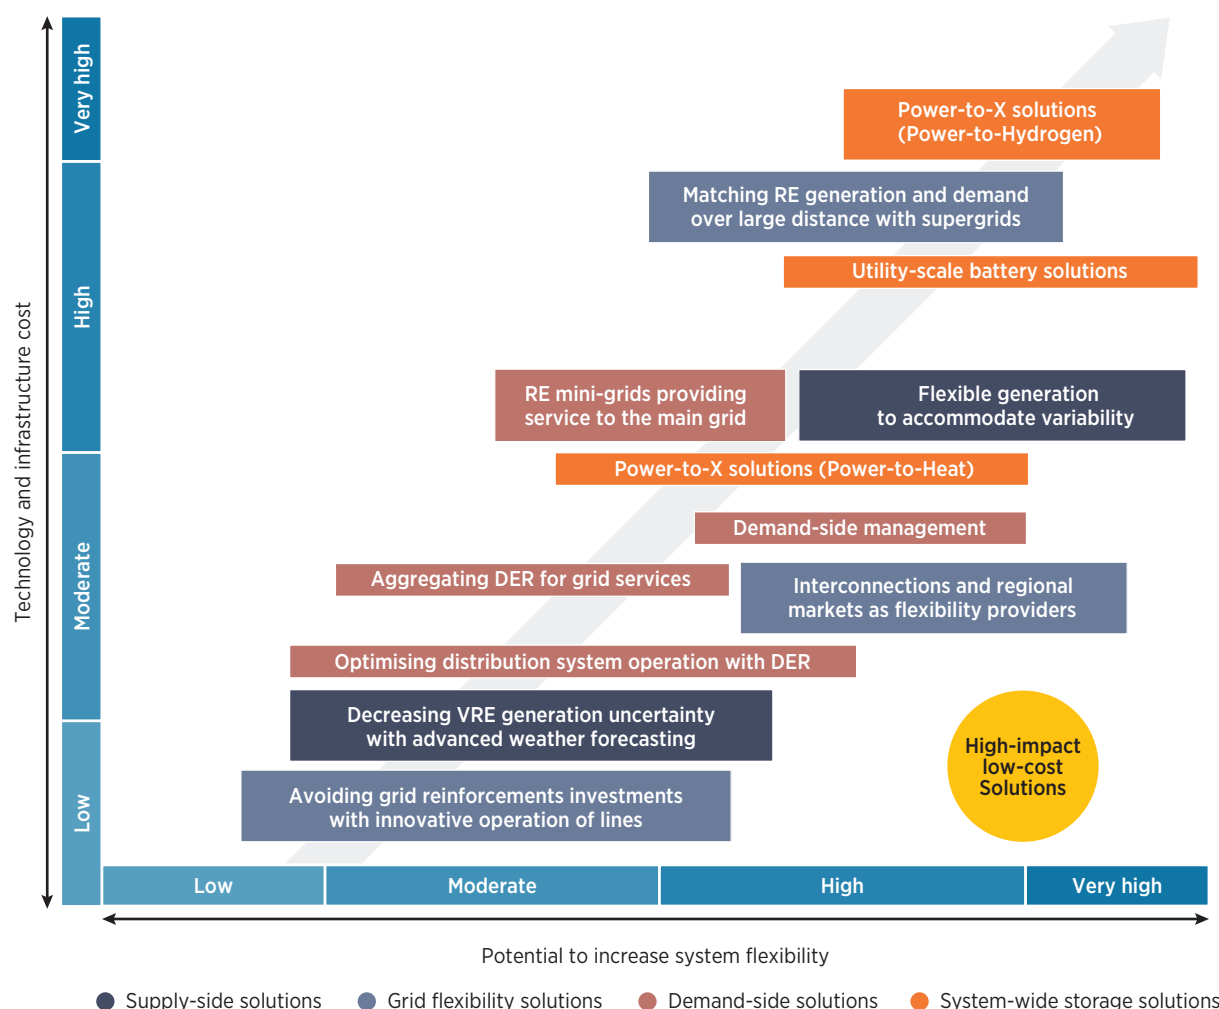 Technology and infrastructure cost
Very high
High
Moderate
Low
Power-to-X solutions
(Power-to-Hydrogen)
Matching RE generation and demand
over large distance with supergrids
Utility-scale battery solutions
RE mini-grids providing
service to the main grid
Flexible generation
to accommodate variability
Power-to-X solutions (Power-to-Heat)
Demand-side management
Aggregating DER for grid services
Interconnections and regional
markets as flexibility providers
Optimising distribution system operation with DER
Decreasing VRE generation uncertainty
with advanced weather forecasting
High-impact
low-cost
Solutions
Avoiding grid reinforcements investments
with innovative operation of lines
Low
Moderate
High
Very high
Potential to increase system flexibility
Supply-side solutions
Grid flexibility solutions
Demand-side solutions
System-wide storage solutions